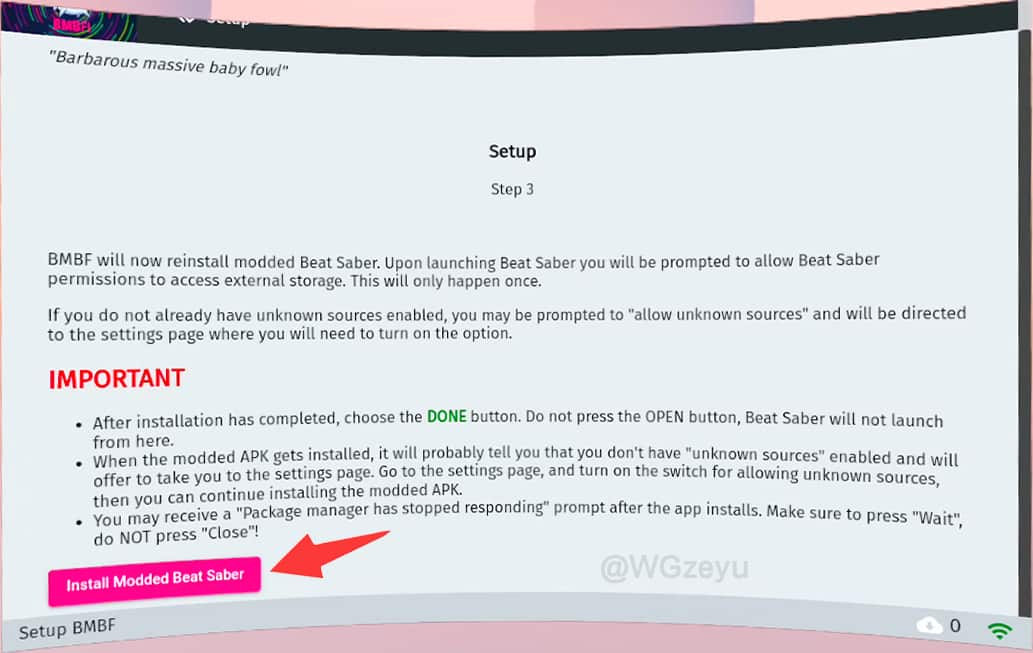 BMBF
Setup
"Barbarous massive baby fowl!"
Setup
Step 3
BMBF will now reinstall modded Beat Saber. Upon launching Beat Saber you will be prompted to allow Beat Saber
permissions to access external storage. This will only happen once.
If you do not already have unknown sources enabled, you may be prompted to "allow unknown sources" and will be directed
to the settings page where you will need to turn on the option.
IMPORTANT
• After installation has completed, choose the DONE button. Do not press the OPEN button, Beat Saber will not launch
from here.
• When the modded APK gets installed, it will probably tell you that you don't have "unknown sources" enabled and will
offer to take you to the settings page. Go to the settings page, and turn on the switch for allowing unknown sources,
then you can continue installing the modded APK.
• You may receive a "Package manager has stopped responding" prompt after the app installs. Make sure to press "Wait",
do NOT press "Close"!
Install Modded Beat Saber
@WGzeyu
Setup BMBF
0